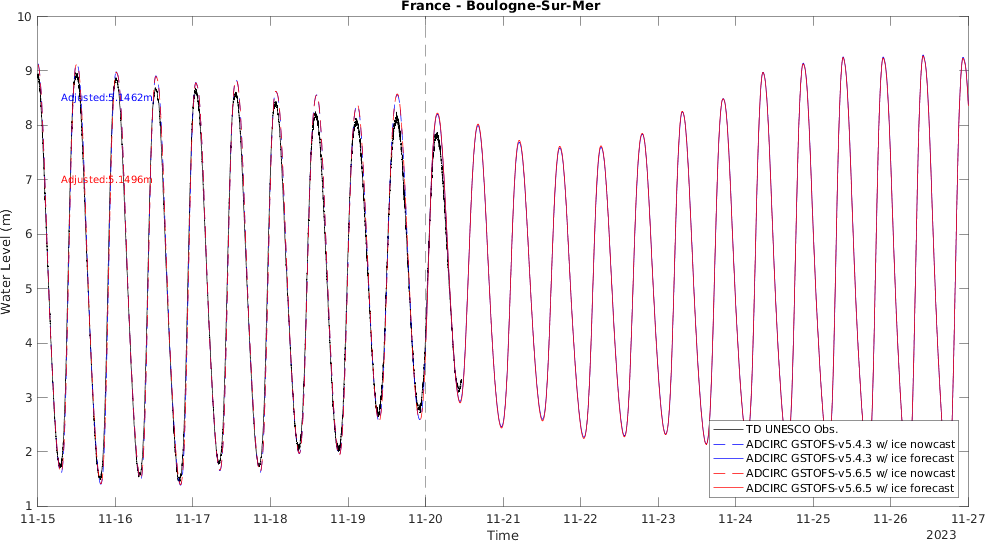 France - Boulogne-Sur-Mer
10
9
8
7
6
5
4
3
2
1
Water Level (m)
Adjusted:5.1462m
Adjusted:5.1496m
TD UNESCO Obs.
ADCIRC GSTOFS-v5.4.3 w/ ice nowcast
ADCIRC GSTOFS-v5.4.3 w/ ice forecast
ADCIRC GSTOFS-v5.6.5 w/ ice nowcast
ADCIRC GSTOFS-v5.6.5 w/ ice forecast
11-15 11-16 11-17 11-18 11-19 11-20 11-21 11-22 11-23 11-24 11-25 11-26 11-27
Time
2023